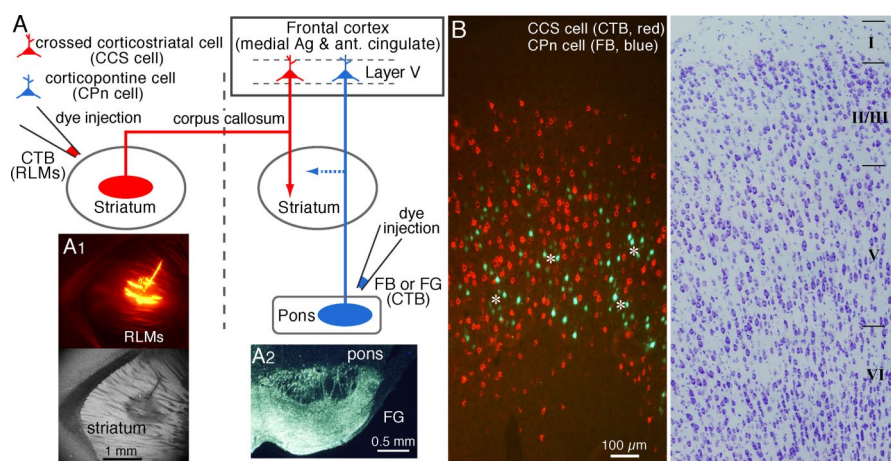 A
crossed corticostriatal cell
(CCS cell)
corticopontine cell
(CPn cell)
dye injection
CTB
(RLMs)
Striatum
corpus callosum
Frontal cortex
(medial Ag & ant. cingulate)
Layer V
Striatum
dye
injection
FB or FG
(CTB)
Pons
A1
RLMs
striatum
1 mm
A2
pons
FG
0.5 mm
B
CCS cell (CTB, red)
CPn cell (FB, blue)
*
*
*
*
100 µm
I
II/III
V
VI